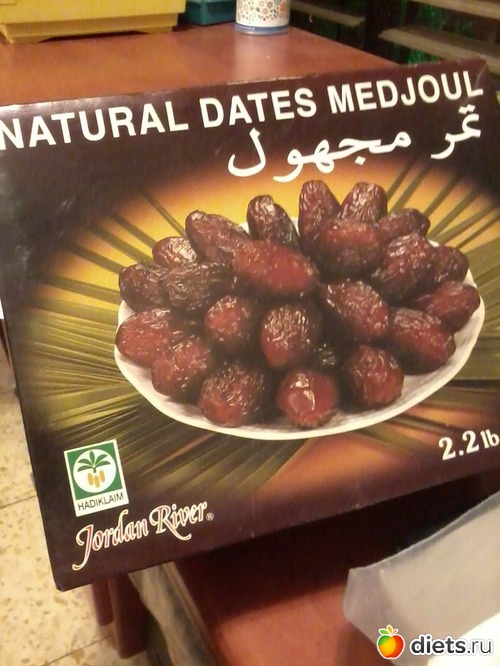 NATURAL DATES MEDJOUL
تمر مجهول
2.2 lb
HADIKLAIM
Jordan River®
diets.ru